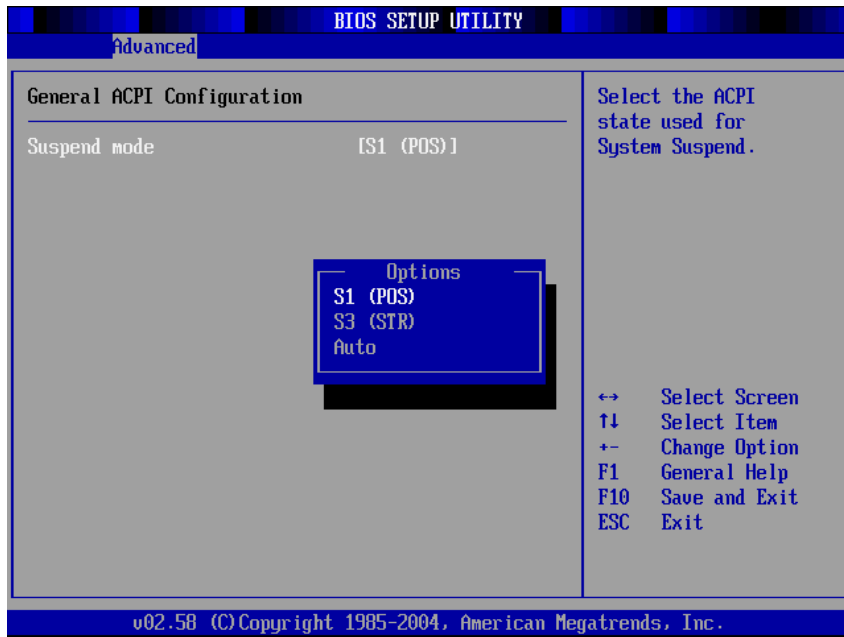 BIOS SETUP UTILITY
Advanced
General ACPI Configuration
Suspend mode [S1 (POS)]
Options
S1 (POS)
S3 (STR)
Auto
Select the ACPI
state used for
System Suspend.
↔ Select Screen
↑↓ Select Item
+- Change Option
F1 General Help
F10 Save and Exit
ESC Exit
v02.58 (C)Copyright 1985-2004, American Megatrends, Inc.